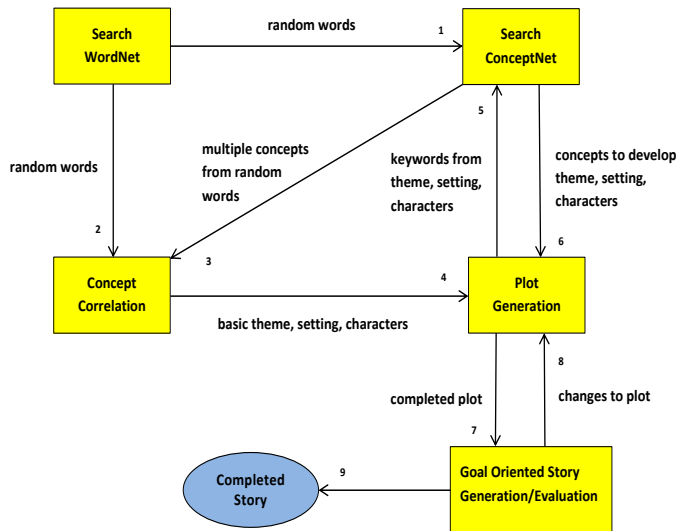 Search
WordNet
random words
1
Search
ConceptNet
random words
2
multiple concepts
from random
words
3
5
keywords from
theme, setting,
characters
concepts to develop
theme, setting,
characters
6
Concept
Correlation
4
basic theme, setting, characters
Plot
Generation
completed plot
7
8
changes to plot
Goal Oriented Story
Generation/Evaluation
9
Completed
Story